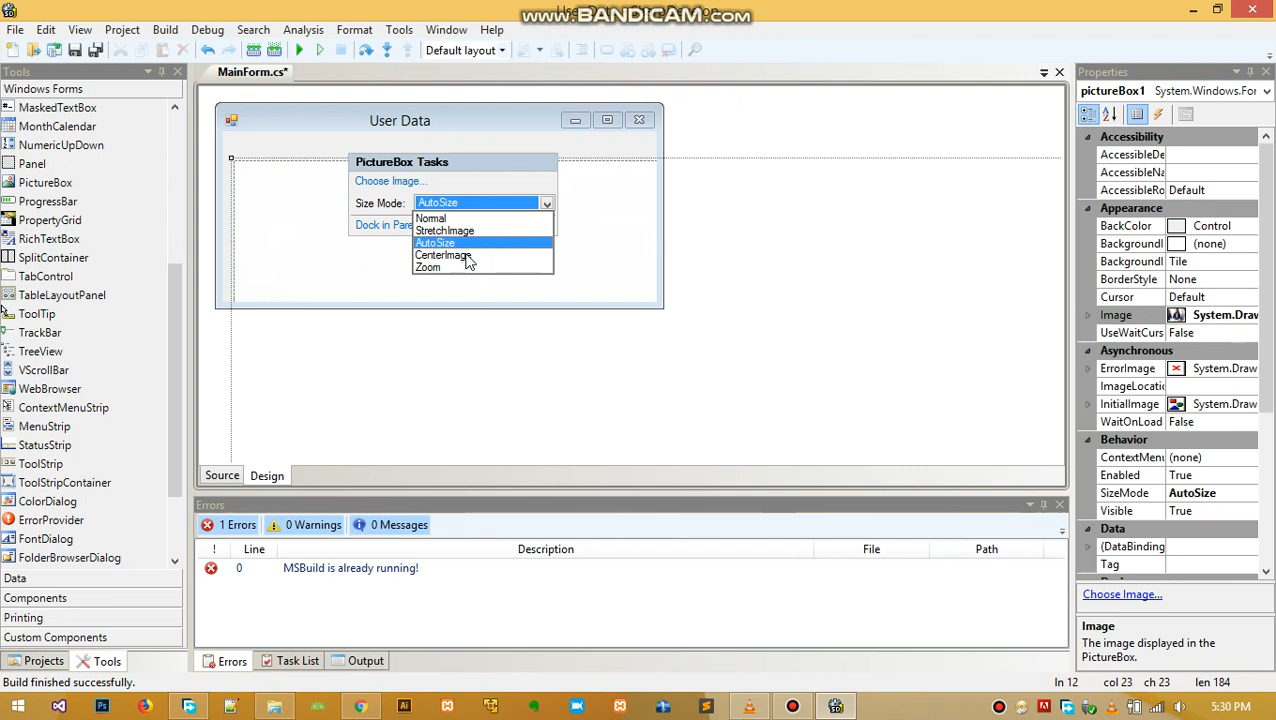 www.BANDICAM.com
File Edit View Project Build Debug Search Analysis Format Tools Window Help
Default layout
Tools
Windows Forms
MaskedTextBox
MonthCalendar
NumericUpDown
Panel
PictureBox
ProgressBar
PropertyGrid
RichTextBox
SplitContainer
TabControl
TableLayoutPanel
ToolTip
TrackBar
TreeView
VScrollBar
WebBrowser
ContextMenuStrip
MenuStrip
StatusStrip
ToolStrip
ToolStripContainer
ColorDialog
ErrorProvider
FontDialog
FolderBrowserDialog
Data
Components
Printing
Custom Components
Projects Tools
MainForm.cs*
User Data
PictureBox Tasks
Choose Image...
Size Mode: AutoSize
Normal
StretchImage
AutoSize
CenterImage
Zoom
Dock in Pare
Source Design
Errors
1 Errors 0 Warnings 0 Messages
! Line Description File Path
0 MSBuild is already running!
Errors Task List Output
Properties
pictureBox1 System.Windows.For
Accessibility
AccessibleDe
AccessibleNa
AccessibleRo Default
Appearance
BackColor Control
Background (none)
Background Tile
BorderStyle None
Cursor Default
Image System.Draw
UseWaitCurs False
Asynchronous
ErrorImage System.Draw
ImageLocatio
InitialImage System.Draw
WaitOnLoad False
Behavior
ContextMenu (none)
Enabled True
SizeMode AutoSize
Visible True
Data
(DataBinding
Tag
Choose Image...
Image
The image displayed in the
PictureBox.
Build finished successfully. ln 12 col 23 ch 23 len 184
5:30 PM